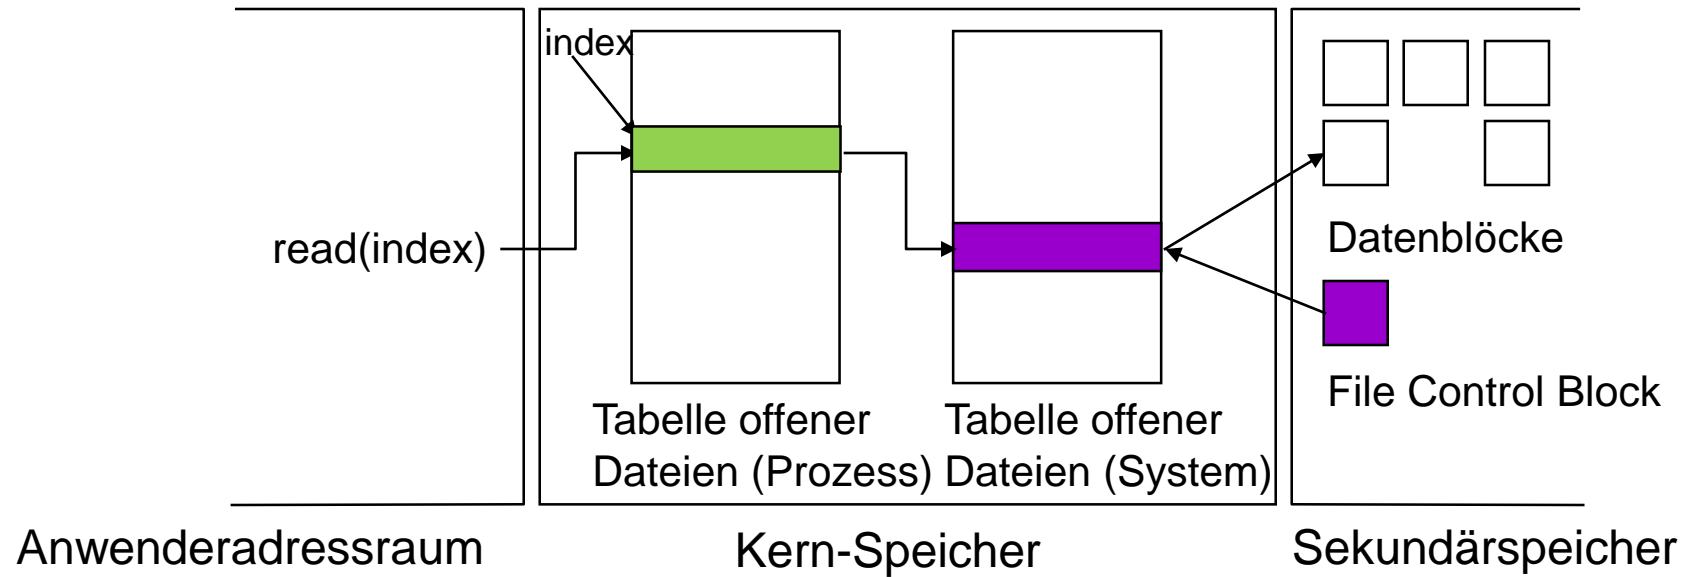 index
read(index)
Datenblöcke
File Control Block
Tabelle offener
Dateien (Prozess)
Tabelle offener
Dateien (System)
Anwenderadressraum
Kern-Speicher
Sekundärspeicher